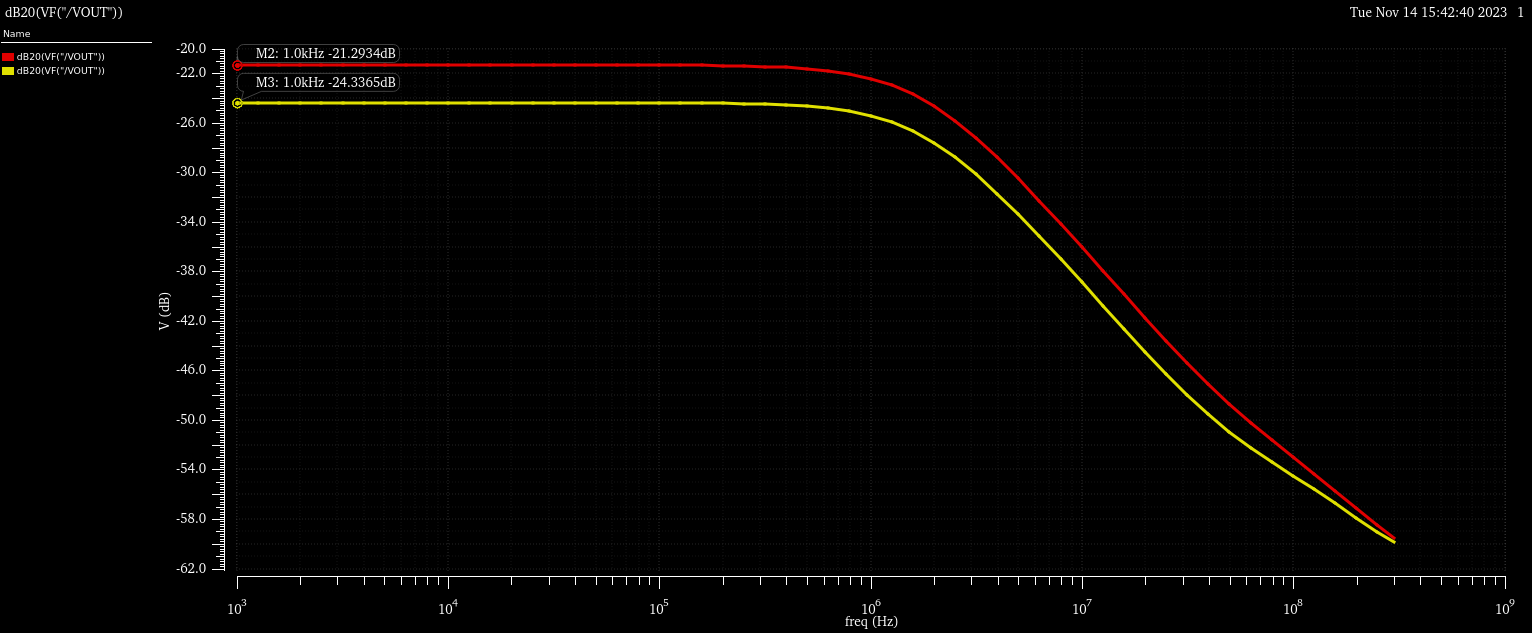 dB20(VF("/VOUT"))
Tue Nov 14 15:42:40 2023 1
Name
dB20(VF("/VOUT"))
dB20(VF("/VOUT"))
M2: 1.0kHz -21.2934dB
M3: 1.0kHz -24.3365dB
V (dB)
-20.0
-22.0
-26.0
-30.0
-34.0
-38.0
-42.0
-46.0
-50.0
-54.0
-58.0
-62.0
10³ 10⁴ 10⁵ 10⁶ 10⁷ 10⁸ 10⁹
freq (Hz)